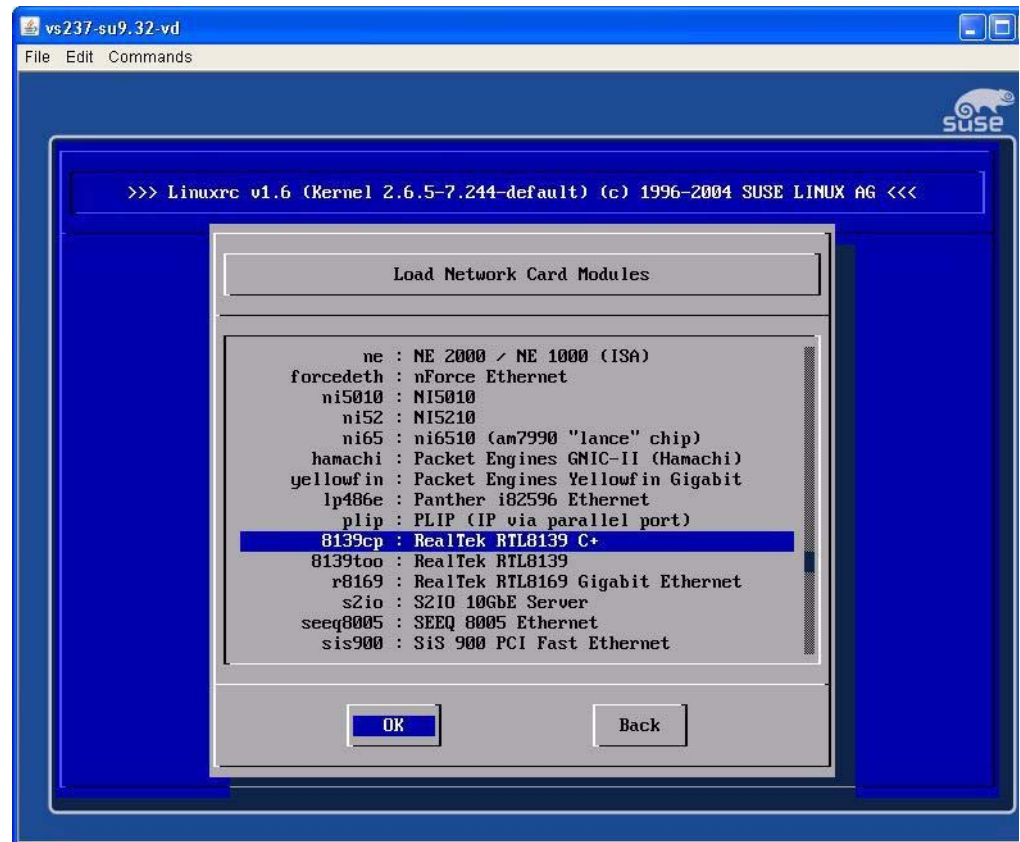 vs237-su9.32-vd
File Edit Commands
suse
>>> Linuxrc v1.6 (Kernel 2.6.5-7.244-default) (c) 1996-2004 SUSE LINUX AG <<<
Load Network Card Modules
ne : NE 2000 / NE 1000 (ISA)
forcedeth : nForce Ethernet
ni5010 : NI5010
ni52 : NI5210
ni65 : ni6510 (am7990 "lance" chip)
hamachi : Packet Engines GNIC-II (Hamachi)
yellowfin : Packet Engines Yellowfin Gigabit
lp486e : Panther i82596 Ethernet
plip : PLIP (IP via parallel port)
8139cp : RealTek RTL8139 C+
8139too : RealTek RTL8139
r8169 : RealTek RTL8169 Gigabit Ethernet
s2io : S2IO 10GbE Server
seeq8005 : SEEQ 8005 Ethernet
sis900 : SiS 900 PCI Fast Ethernet
OK Back